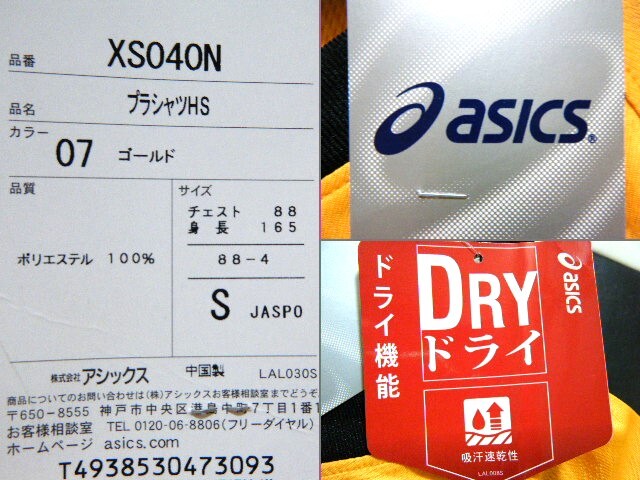 品番 XS040N
品名 プラシャツHS
カラー
07 ゴールド
品質
ポリエステル 100%
サイズ
チェスト 88
身長 165
88-4
S JASPO
株式会社アシックス 中国製 LAL030S
商品についてのお問い合わせは(株)アシックスお客様相談室までどうぞ
〒650-8555 神戸市中央区港島中町7丁目1番1
お客様相談室 TEL 0120-06-8806(フリーダイヤル)
ホームページ asics.com
T4938530473093
asics
ドライ機能
DRY
ドライ
吸汗速乾性
LAL008S
asics